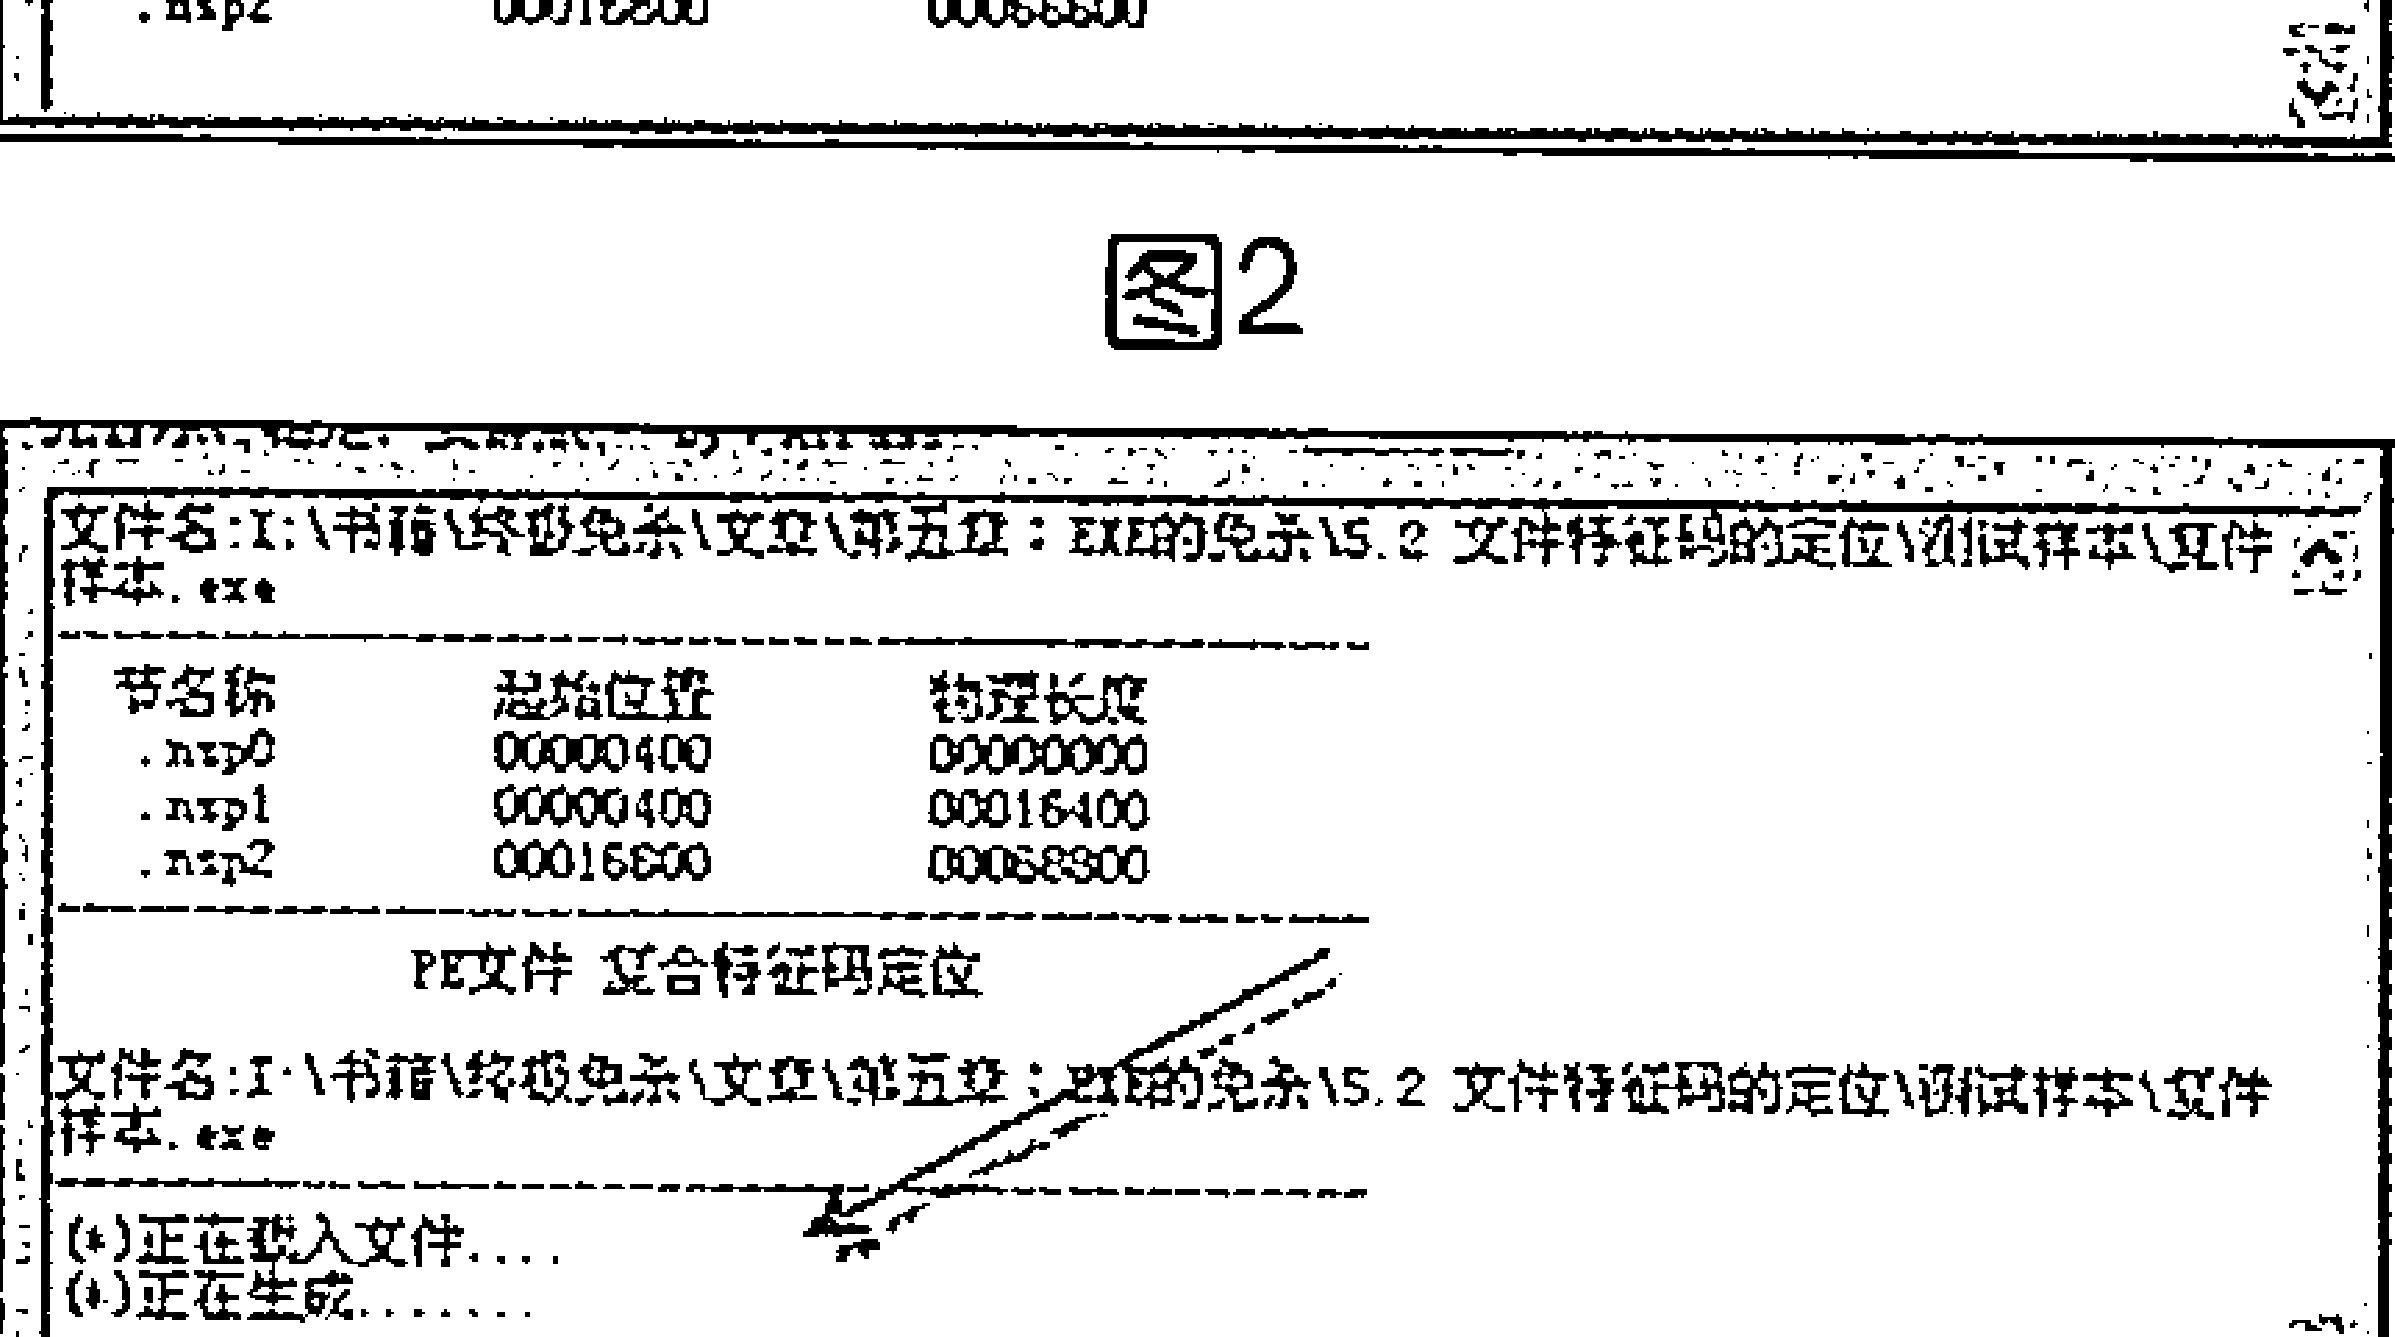 图2
文件名:I:\书籍\终极免杀\文章\第五章:EXE的免杀\5.2 文件特征码的定位\测试样本\文件
样本.exe
节名称 起始位置 物理长度
.nsp0 00000400 00000000
.nsp1 00000400 00016400
.nsp2 00016800
PE文件 复合特征码定位
文件名:I:\书籍\终极免杀\文章\第五章:EXE的免杀\5.2 文件特征码的定位\测试样本\文件
样本.exe
(*)正在载入文件....
(*)正在生成.......